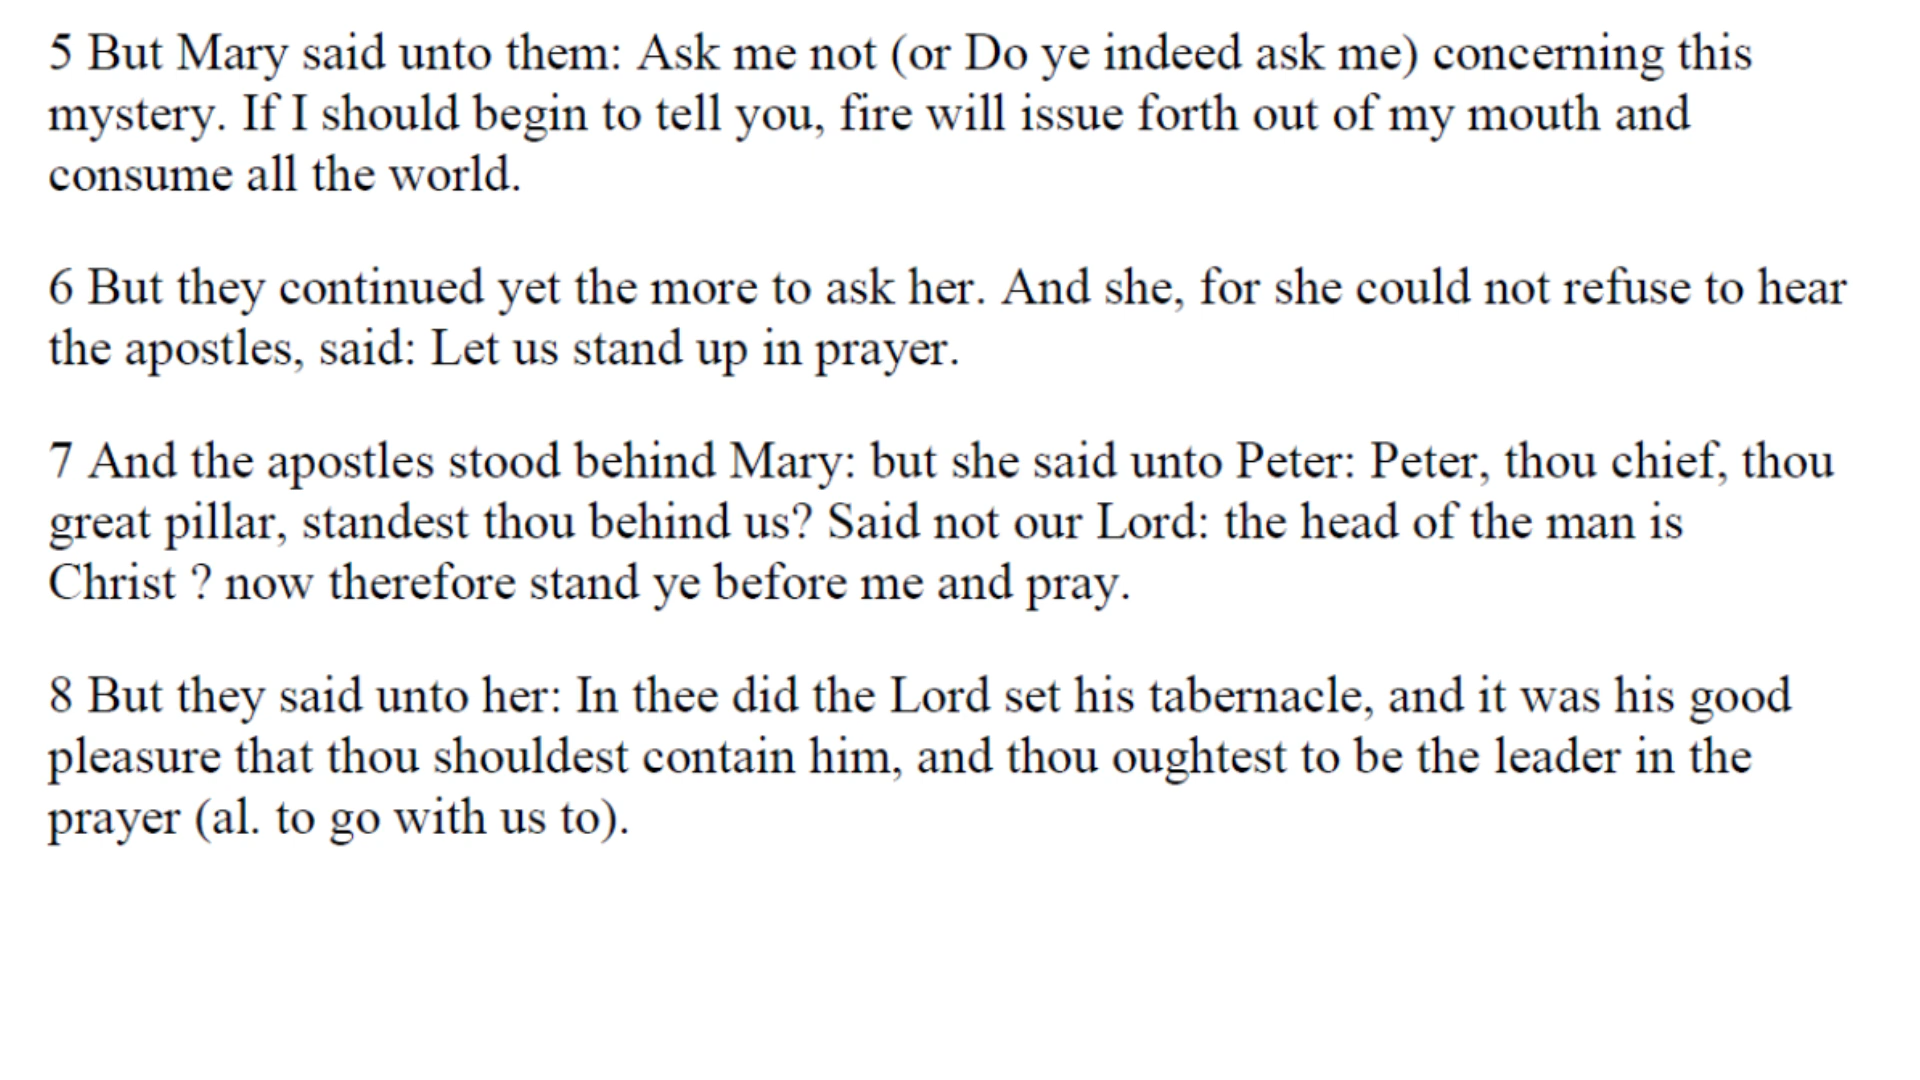 5 But Mary said unto them: Ask me not (or Do ye indeed ask me) concerning this
mystery. If I should begin to tell you, fire will issue forth out of my mouth and
consume all the world.
6 But they continued yet the more to ask her. And she, for she could not refuse to hear
the apostles, said: Let us stand up in prayer.
7 And the apostles stood behind Mary: but she said unto Peter: Peter, thou chief, thou
great pillar, standest thou behind us? Said not our Lord: the head of the man is
Christ ? now therefore stand ye before me and pray.
8 But they said unto her: In thee did the Lord set his tabernacle, and it was his good
pleasure that thou shouldest contain him, and thou oughtest to be the leader in the
prayer (al. to go with us to).